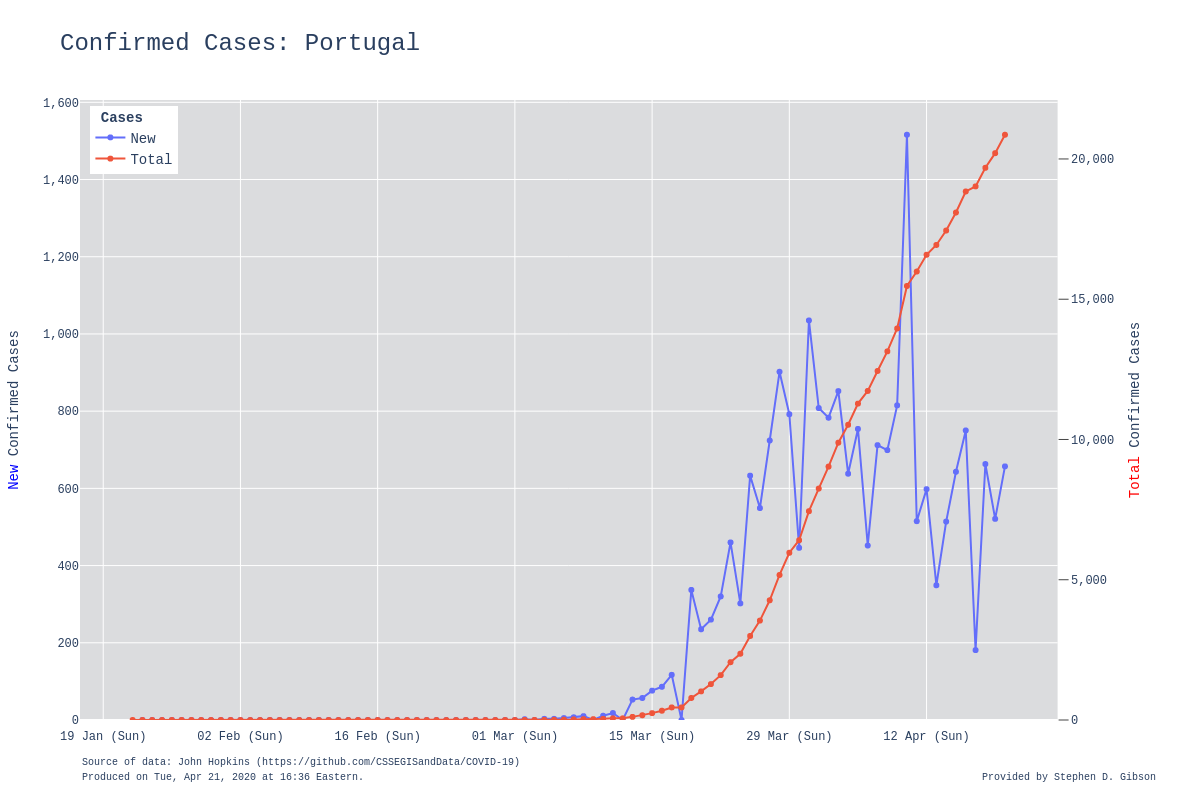 Confirmed Cases: Portugal
Cases
New
Total
1,600
1,400
1,200
1,000
800
600
400
200
0
20,000
15,000
10,000
5,000
0
New Confirmed Cases
Total Confirmed Cases
19 Jan (Sun)
02 Feb (Sun)
16 Feb (Sun)
01 Mar (Sun)
15 Mar (Sun)
29 Mar (Sun)
12 Apr (Sun)
Source of data: John Hopkins (https://github.com/CSSEGISandData/COVID-19)
Produced on Tue, Apr 21, 2020 at 16:36 Eastern.
Provided by Stephen D. Gibson